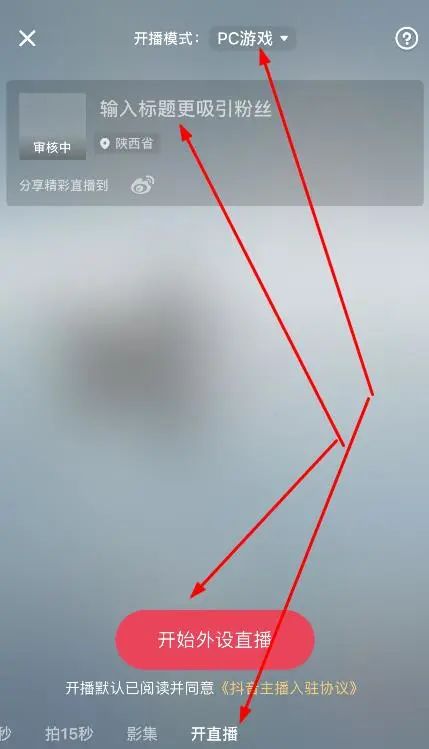 开播模式：PC游戏
输入标题更吸引粉丝
审核中
陕西省
分享精彩直播到
开始外设直播
开播默认已阅读并同意《抖音主播入驻协议》
秒 拍15秒 影集 开直播